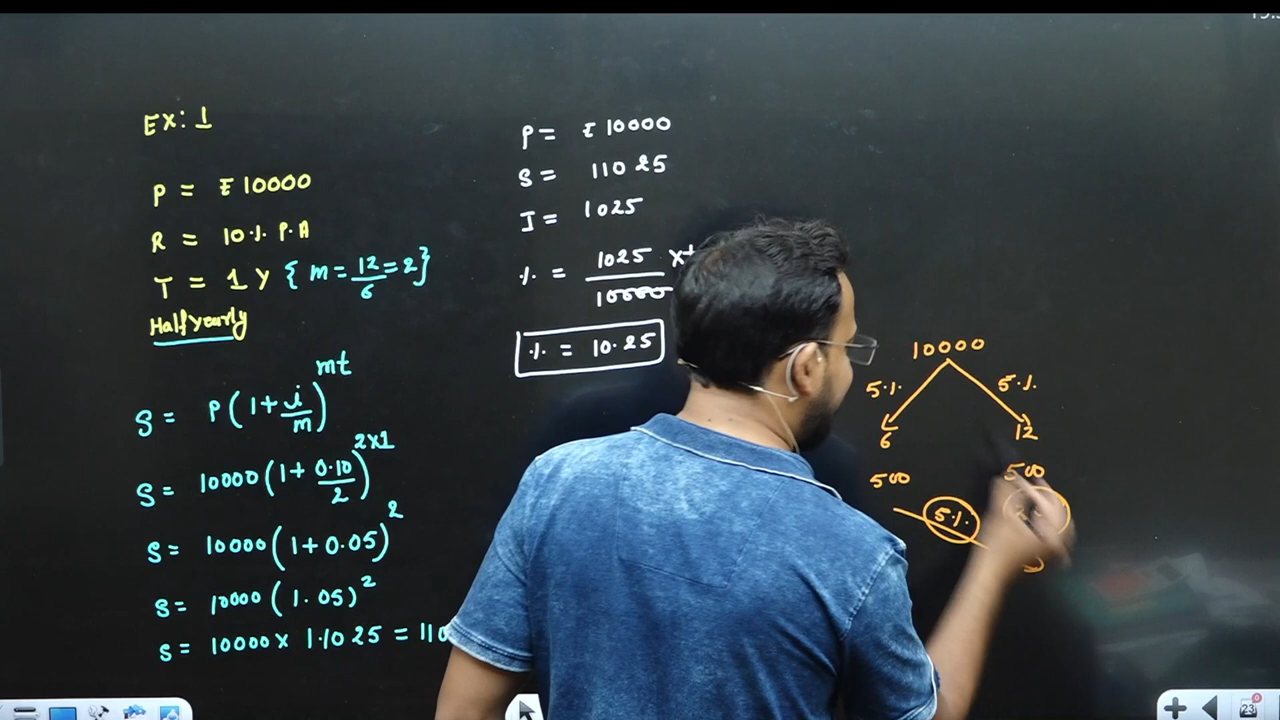 EX: 1
P = ₹ 10000
R = 10.1. P.A
T = 1 Y { m = 12/6 = 2 }
Half Yearly
S = P ( 1 + i/m )^mt
S = 10000 ( 1 + 0.10/2 )^2x1
S = 10000 ( 1 + 0.05 )^2
S = 10000 ( 1.05 )^2
S = 10000 x 1.1025 = 110
P = ₹ 10000
S = 11025
I = 1025
% = 1025/10000 x
% = 10.25
10000
5% 5%
6 12
500 500
5%
23